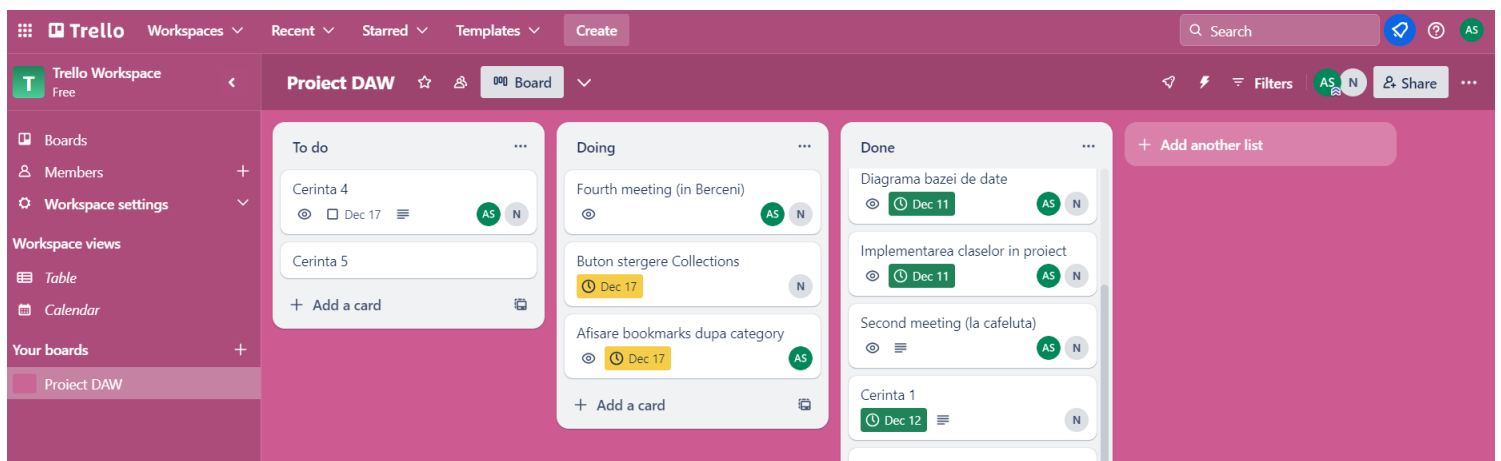 Trello
Workspaces
Recent
Starred
Templates
Create
Search
AS
T
Trello Workspace
Free
Proiect DAW
Board
Filters
AS
N
Share
Boards
Members
Workspace settings
Workspace views
Table
Calendar
Your boards
Proiect DAW
To do
Cerinta 4
Dec 17
AS
N
Cerinta 5
Add a card
Doing
Fourth meeting (in Berceni)
AS
N
Buton stergere Collections
Dec 17
N
Afisare bookmarks dupa category
Dec 17
AS
Add a card
Done
Diagrama bazei de date
Dec 11
AS
N
Implementarea claselor in proiect
Dec 11
AS
N
Second meeting (la cafeluta)
AS
N
Cerinta 1
Dec 12
N
Add another list